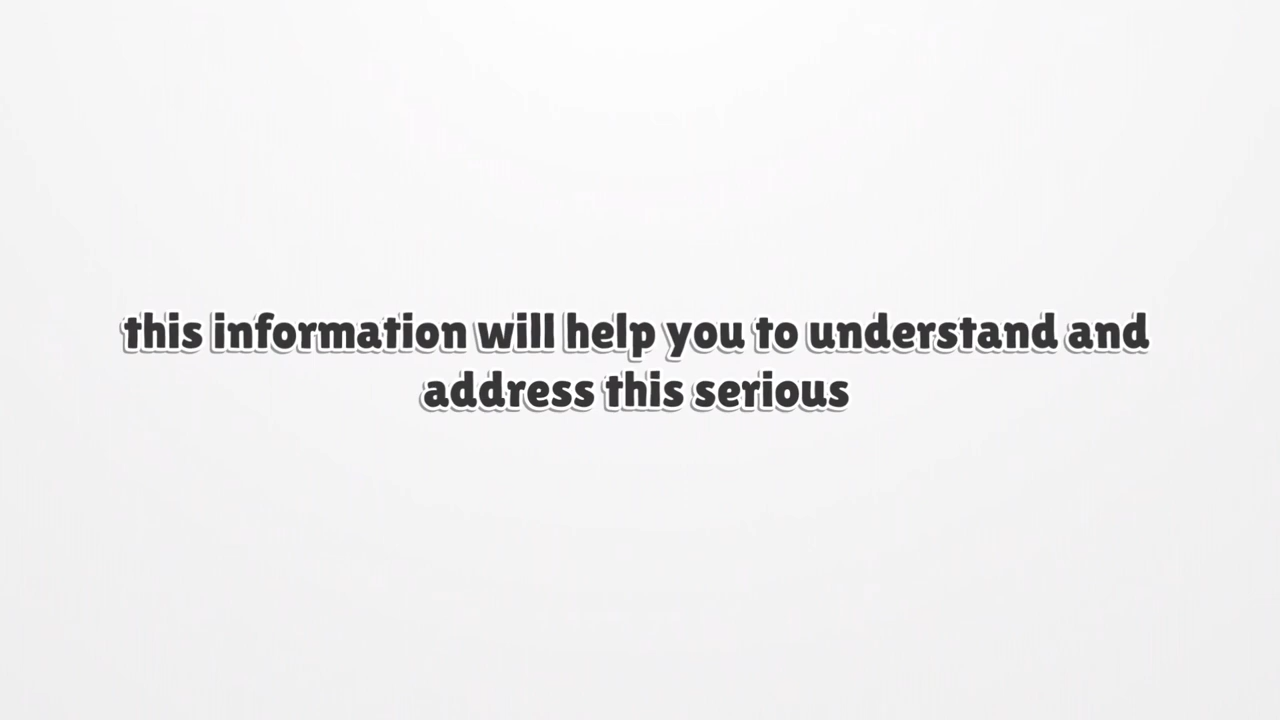 this information will help you to understand and
address this serious